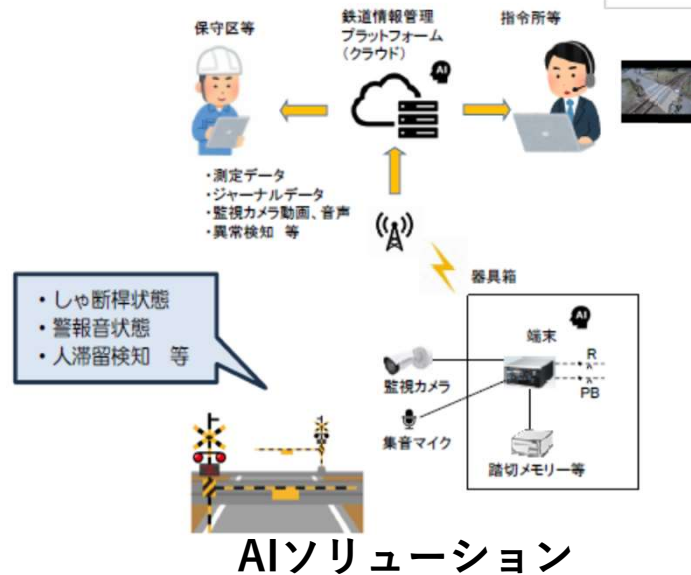 保守区等
鉄道情報管理
プラットフォーム
（クラウド）
指令所等
AI
・測定データ
・ジャーナルデータ
・監視カメラ動画、音声
・異常検知 等
・しゃ断桿状態
・警報音状態
・人滞留検知 等
器具箱
AI
端末
R
PB
監視カメラ
集音マイク
踏切メモリー等
AIソリューション